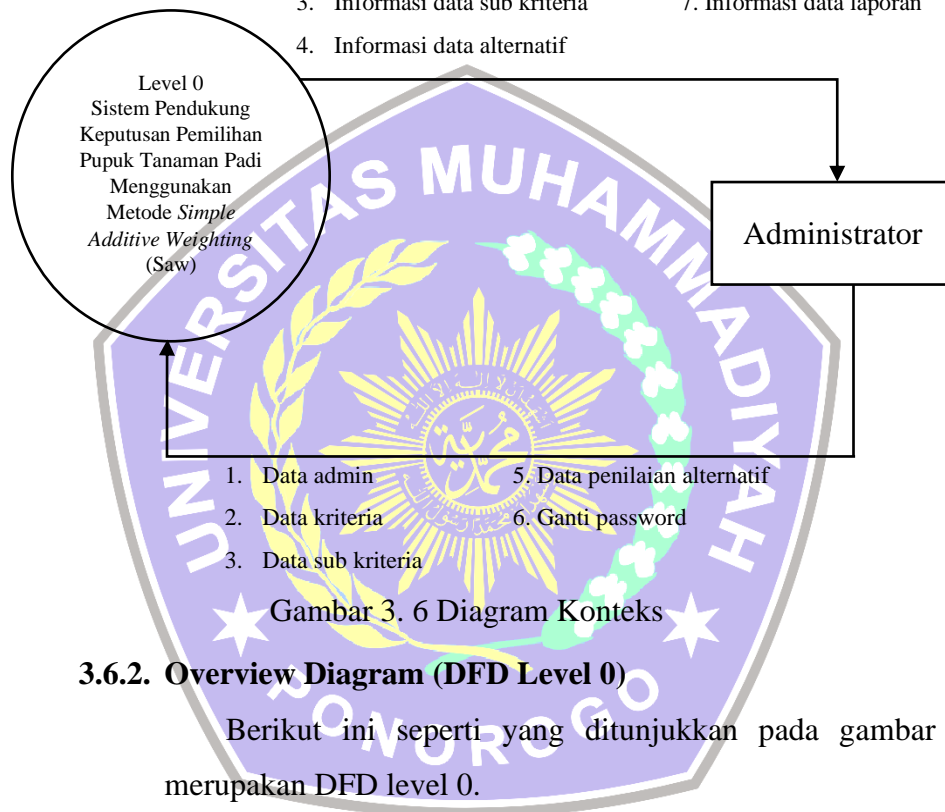 3. Informasi data sub kriteria 7. Informasi data laporan
4. Informasi data alternatif
Level 0
Sistem Pendukung
Keputusan Pemilihan
Pupuk Tanaman Padi
Menggunakan
Metode Simple
Additive Weighting
(Saw)
Administrator
UNIVERSITAS MUHAMMADIYAH
PONOROGO
1. Data admin 5. Data penilaian alternatif
2. Data kriteria 6. Ganti password
3. Data sub kriteria
Gambar 3. 6 Diagram Konteks
3.6.2. Overview Diagram (DFD Level 0)
Berikut ini seperti yang ditunjukkan pada gambar
merupakan DFD level 0.